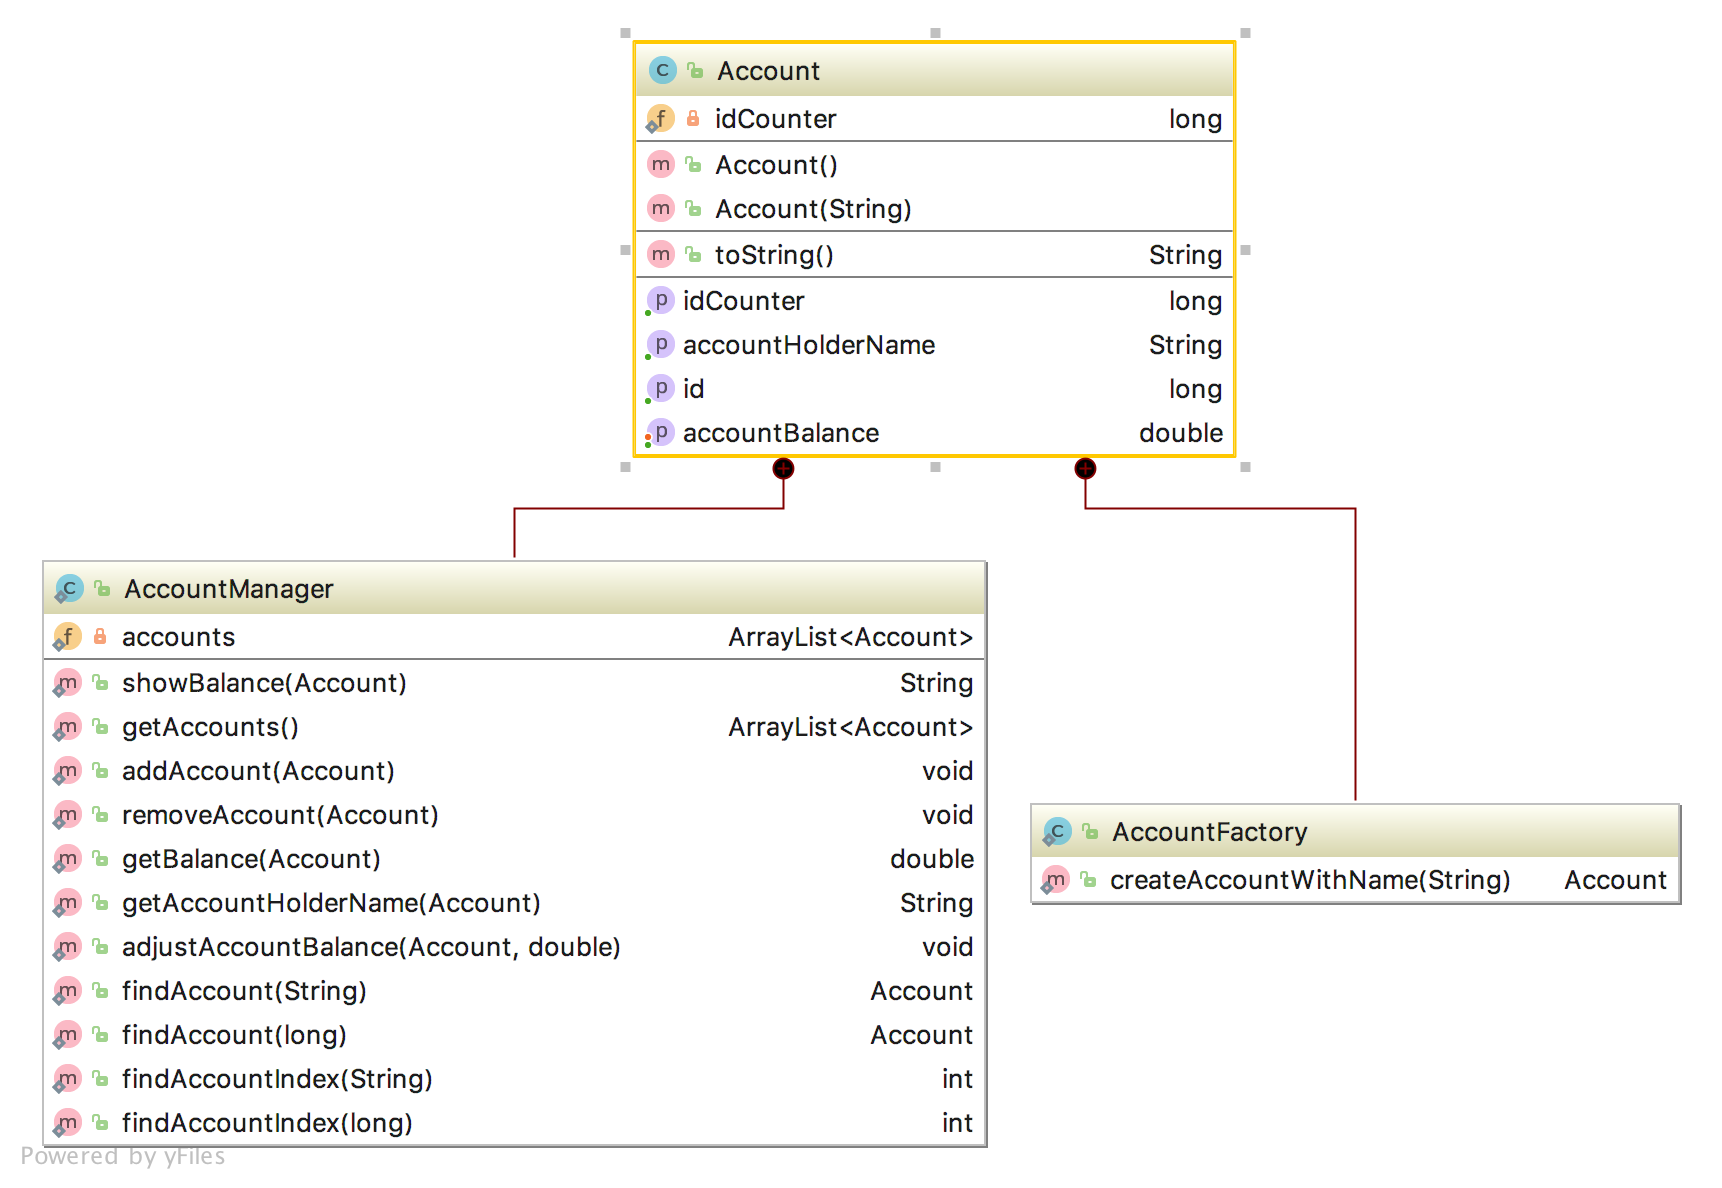 Account
idCounter long
Account()
Account(String)
toString() String
idCounter long
accountHolderName String
id long
accountBalance double
AccountManager
accounts ArrayList<Account>
showBalance(Account) String
getAccounts() ArrayList<Account>
addAccount(Account) void
removeAccount(Account) void
getBalance(Account) double
getAccountHolderName(Account) String
adjustAccountBalance(Account, double) void
findAccount(String) Account
findAccount(long) Account
findAccountIndex(String) int
findAccountIndex(long) int
AccountFactory
createAccountWithName(String) Account
Powered by yFiles